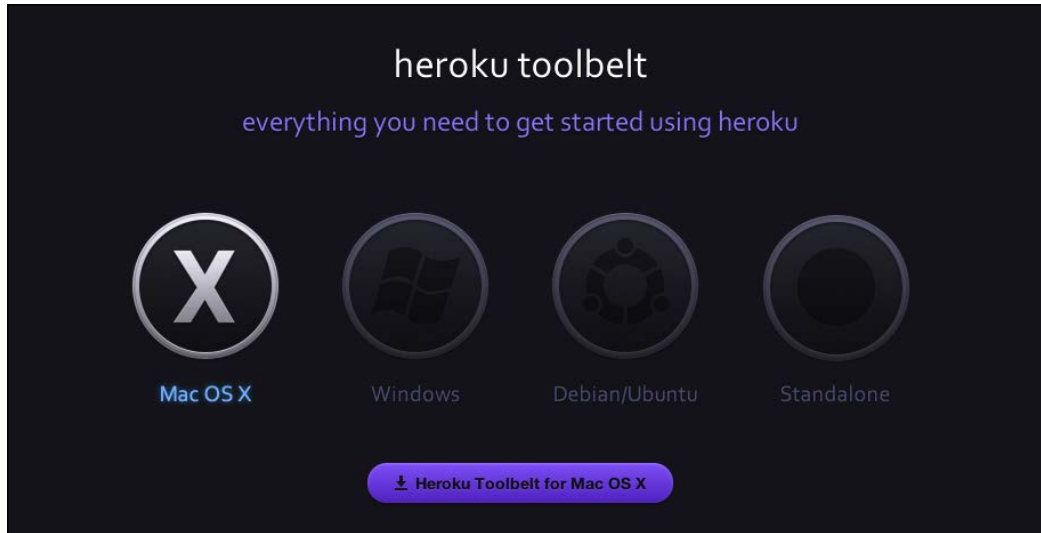 heroku toolbelt
everything you need to get started using heroku
X
Mac OS X
Windows
Debian/Ubuntu
Standalone
Heroku Toolbelt for Mac OS X